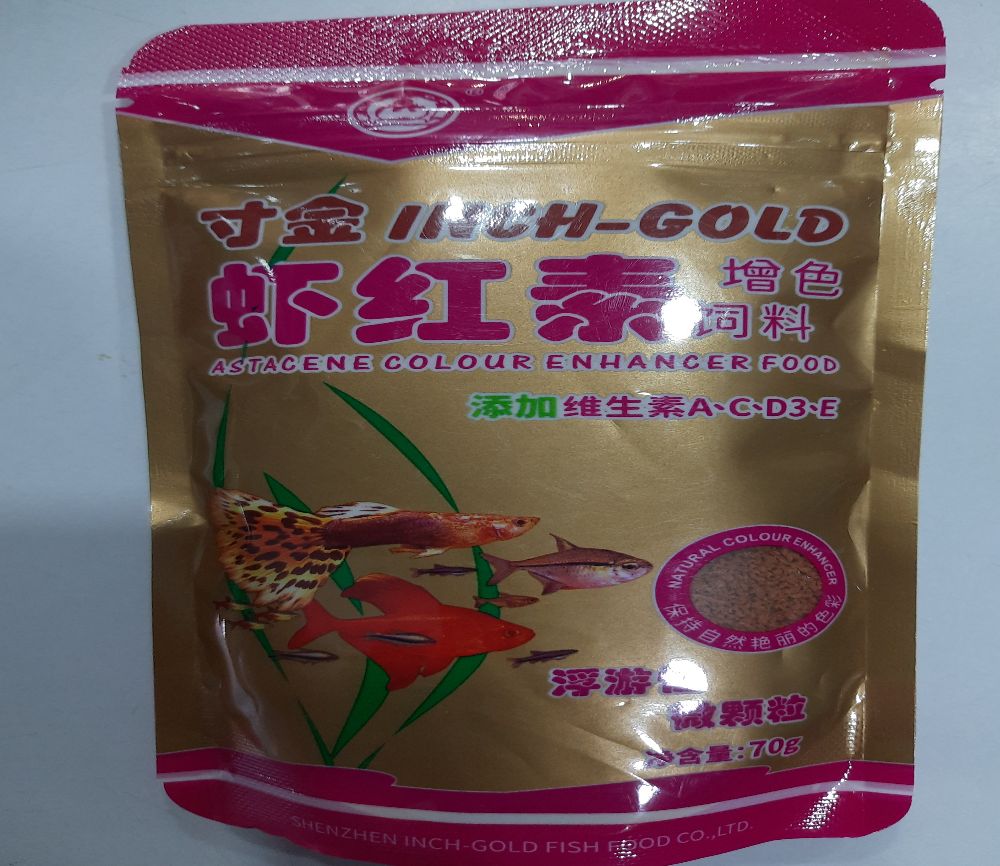 寸金 INCH-GOLD
虾红素 增色
饲料
ASTACENE COLOUR ENHANCER FOOD
添加维生素A、C、D3、E
NATURAL COLOUR ENHANCER
保持自然艳丽的色彩
浮游
微颗粒
净含量:70g
SHENZHEN INCH-GOLD FISH FOOD CO.,LTD.